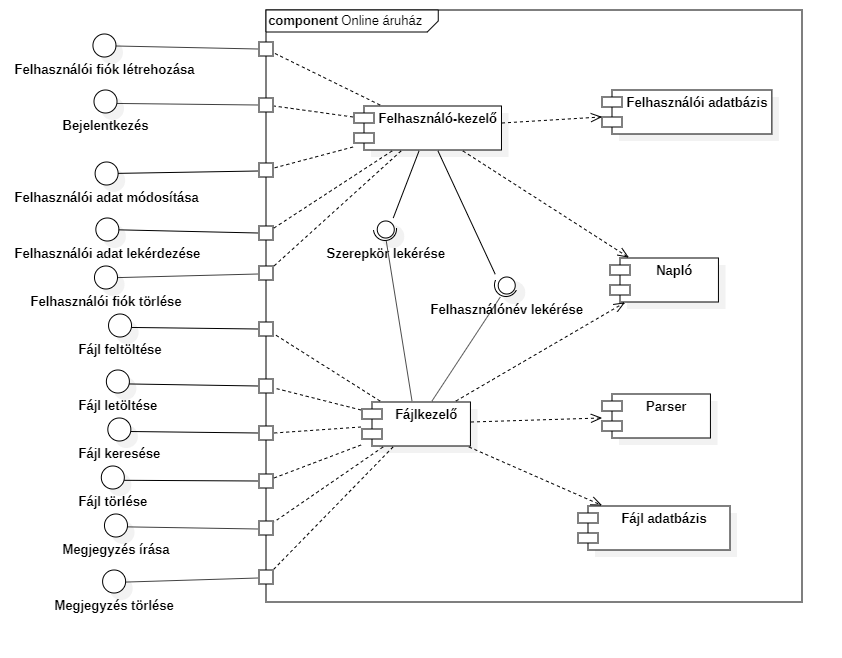 component Online áruház
Felhasználói fiók létrehozása
Bejelentkezés
Felhasználói adat módosítása
Felhasználói adat lekérdezése
Felhasználói fiók törlése
Fájl feltöltése
Fájl letöltése
Fájl keresése
Fájl törlése
Megjegyzés írása
Megjegyzés törlése
Felhasználó-kezelő
Felhasználói adatbázis
Szerepkör lekérése
Felhasználónév lekérése
Napló
Fájlkezelő
Parser
Fájl adatbázis